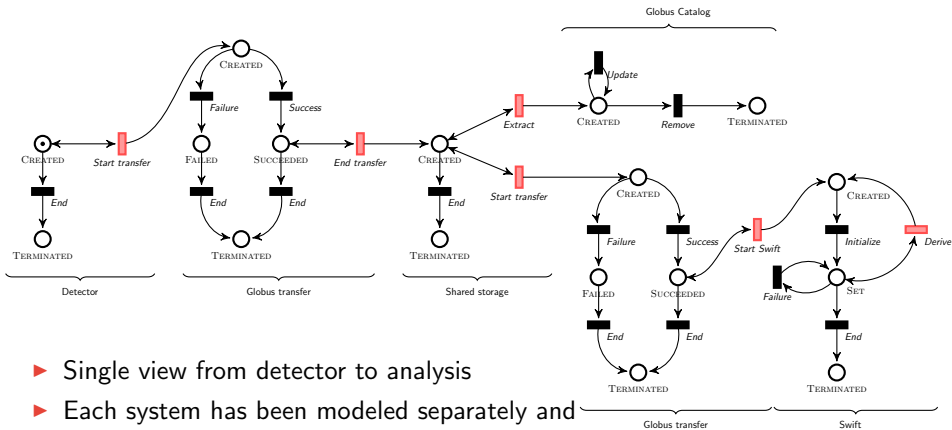 Globus Catalog
CREATED
Update
Failure
Success
Extract
CREATED
Remove
TERMINATED
CREATED
Start transfer
FAILED
SUCCEEDED
End transfer
CREATED
Start transfer
CREATED
CREATED
End
End
End
End
Failure
Success
Start Swift
Initialize
Derive
TERMINATED
TERMINATED
TERMINATED
Detector
Globus transfer
Shared storage
FAILED
SUCCEEDED
Failure
SET
End
End
End
TERMINATED
TERMINATED
Globus transfer
Swift
▶ Single view from detector to analysis
▶ Each system has been modeled separately and